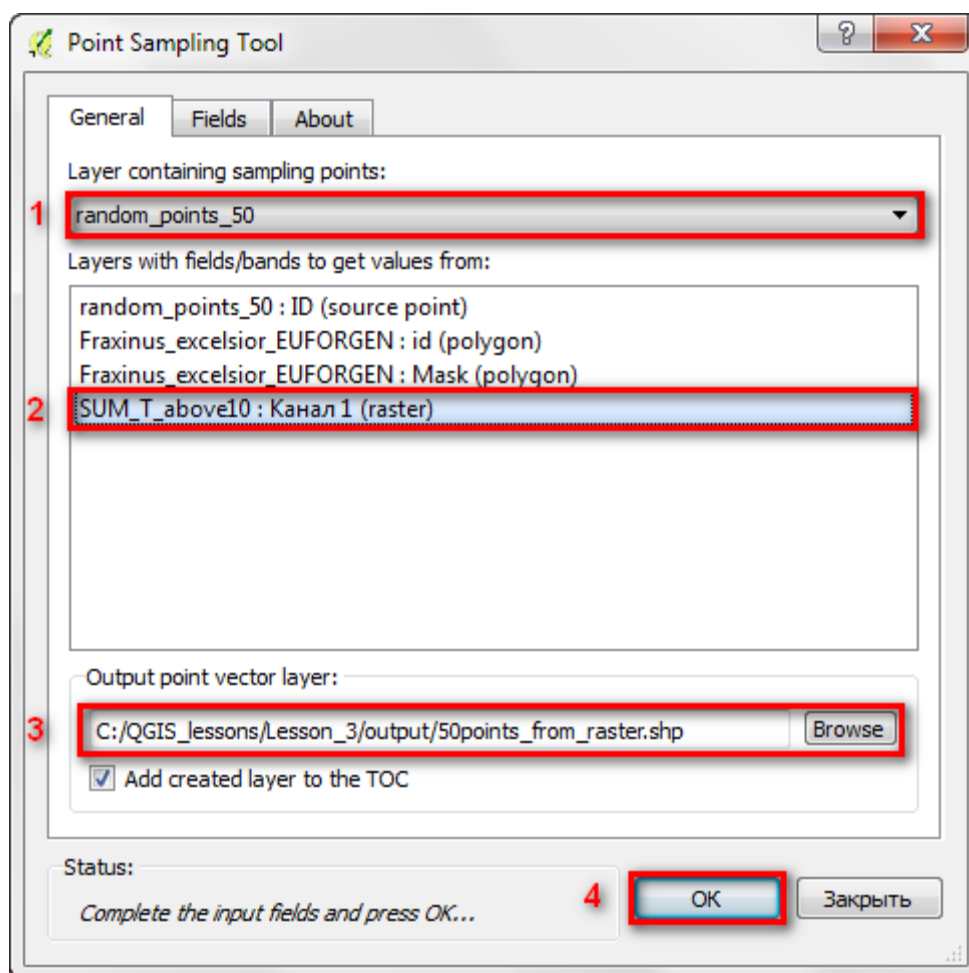 Point Sampling Tool
General Fields About
Layer containing sampling points:
1 random_points_50
Layers with fields/bands to get values from:
random_points_50 : ID (source point)
Fraxinus_excelsior_EUFORGEN : id (polygon)
Fraxinus_excelsior_EUFORGEN : Mask (polygon)
2 SUM_T_above10 : Канал 1 (raster)
Output point vector layer:
3 C:/QGIS_lessons/Lesson_3/output/50points_from_raster.shp Browse
Add created layer to the TOC
Status:
Complete the input fields and press OK...
4 OK Закрыть